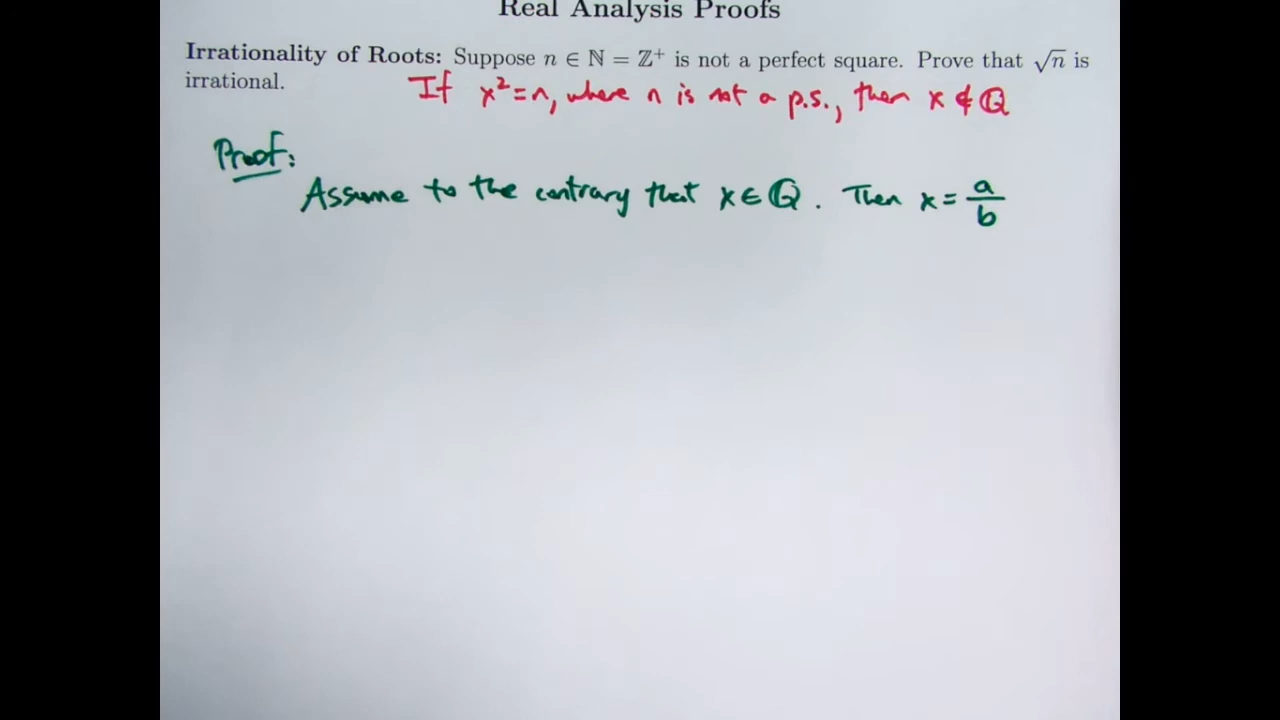 Real Analysis Proofs
Irrationality of Roots: Suppose n ∈ ℕ = ℤ⁺ is not a perfect square. Prove that √n is
irrational.
If x²=n, where n is not a p.s., then x ∉ ℚ
Proof:
Assume to the contrary that x ∈ ℚ. Then x = a/b